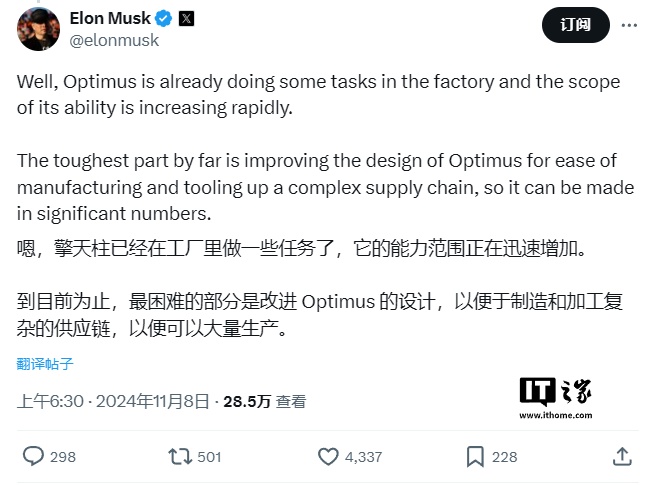 Elon Musk
@elonmusk
订阅
Well, Optimus is already doing some tasks in the factory and the scope
of its ability is increasing rapidly.
The toughest part by far is improving the design of Optimus for ease of
manufacturing and tooling up a complex supply chain, so it can be made
in significant numbers.
嗯，擎天柱已经在工厂里做一些任务了，它的能力范围正在迅速增加。
到目前为止，最困难的部分是改进 Optimus 的设计，以便于制造和加工复
杂的供应链，以便可以大量生产。
翻译帖子
上午6:30 · 2024年11月8日 · 28.5万 查看
IT之家
www.ithome.com
298
501
4,337
228